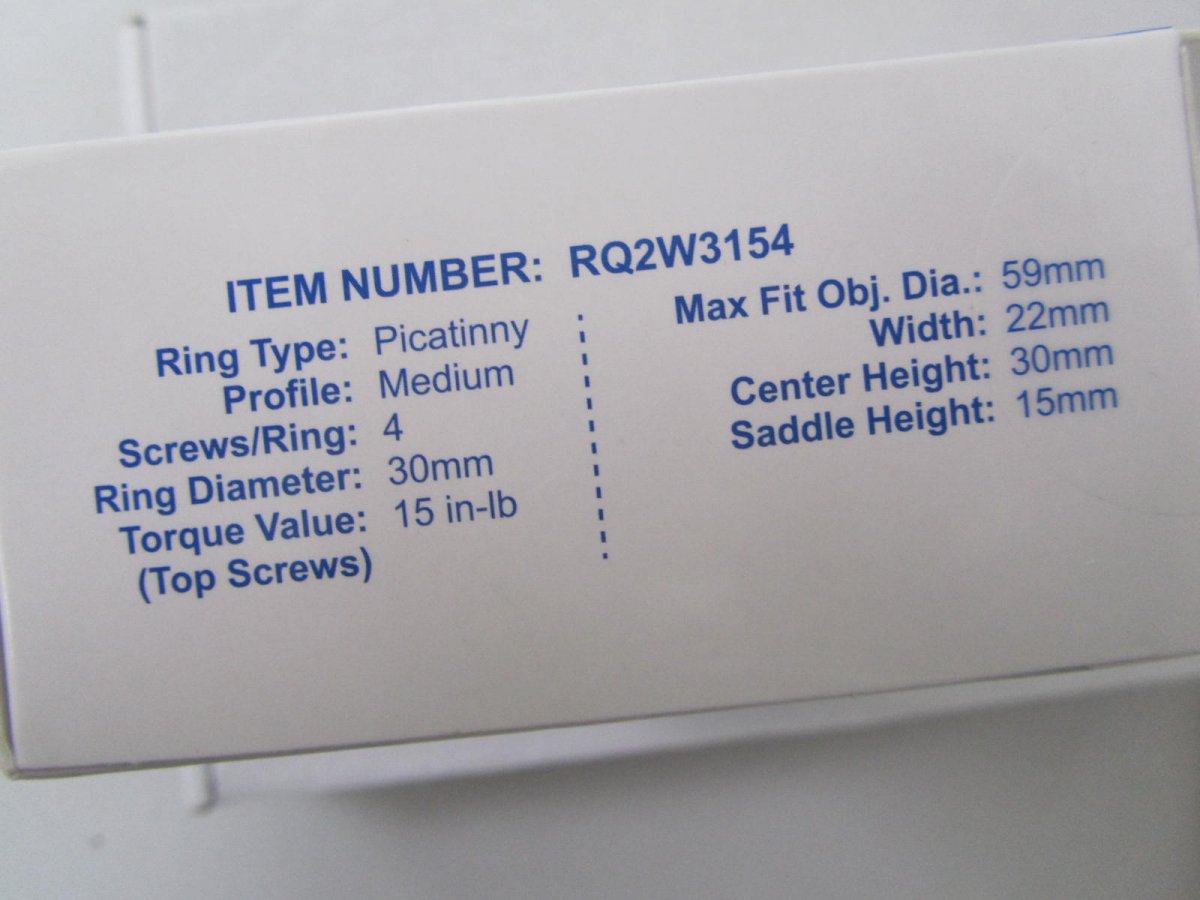 ITEM NUMBER: RQ2W3154
Ring Type: Picatinny
Profile: Medium
Screws/Ring: 4
Ring Diameter: 30mm
Torque Value: 15 in-lb
(Top Screws)
Max Fit Obj. Dia.: 59mm
Width: 22mm
Center Height: 30mm
Saddle Height: 15mm